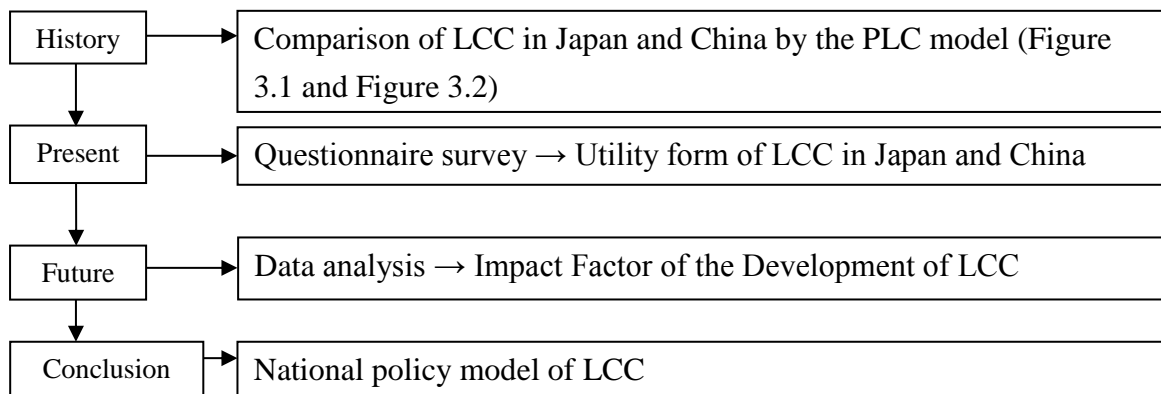 History
Comparison of LCC in Japan and China by the PLC model (Figure
3.1 and Figure 3.2)
Present
Questionnaire survey → Utility form of LCC in Japan and China
Future
Data analysis → Impact Factor of the Development of LCC
Conclusion
National policy model of LCC